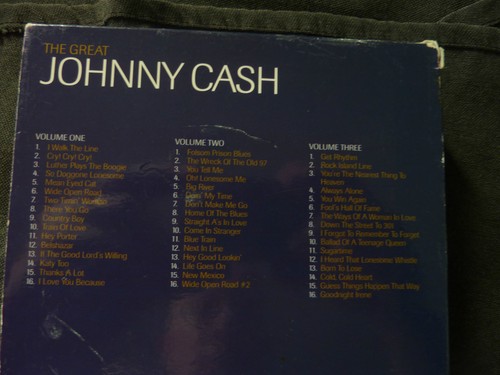 THE GREAT
JOHNNY CASH
VOLUME ONE
1. I Walk The Line
2. Cry! Cry! Cry!
3. Luther Plays The Boogie
4. So Doggone Lonesome
5. Mean Eyed Cat
6. Wide Open Road
7. Two Timin' Woman
8. There You Go
9. Country Boy
10. Train Of Love
11. Hey Porter
12. Belshazar
13. If The Good Lord's Willing
14. Katy Too
15. Thanks A Lot
16. I Love You Because
VOLUME TWO
1. Folsom Prison Blues
2. The Wreck Of The Old 97
3. You Tell Me
4. Oh! Lonesome Me
5. Big River
6. Doin' My Time
7. Don't Make Me Go
8. Home Of The Blues
9. Straight A's In Love
10. Come In Stranger
11. Blue Train
12. Next In Line
13. Hey Good Lookin'
14. Life Goes On
15. New Mexico
16. Wide Open Road #2
VOLUME THREE
1. Get Rhythm
2. Rock Island Line
3. You're The Nearest Thing To
Heaven
4. Always Alone
5. You Win Again
6. Fool's Hall Of Fame
7. The Ways Of A Woman In Love
8. Down The Street To 301
9. I Forgot To Remember To Forget
10. Ballad Of A Teenage Queen
11. Sugartime
12. I Heard That Lonesome Whistle
13. Born To Lose
14. Cold, Cold Heart
15. Guess Things Happen That Way
16. Goodnight Irene